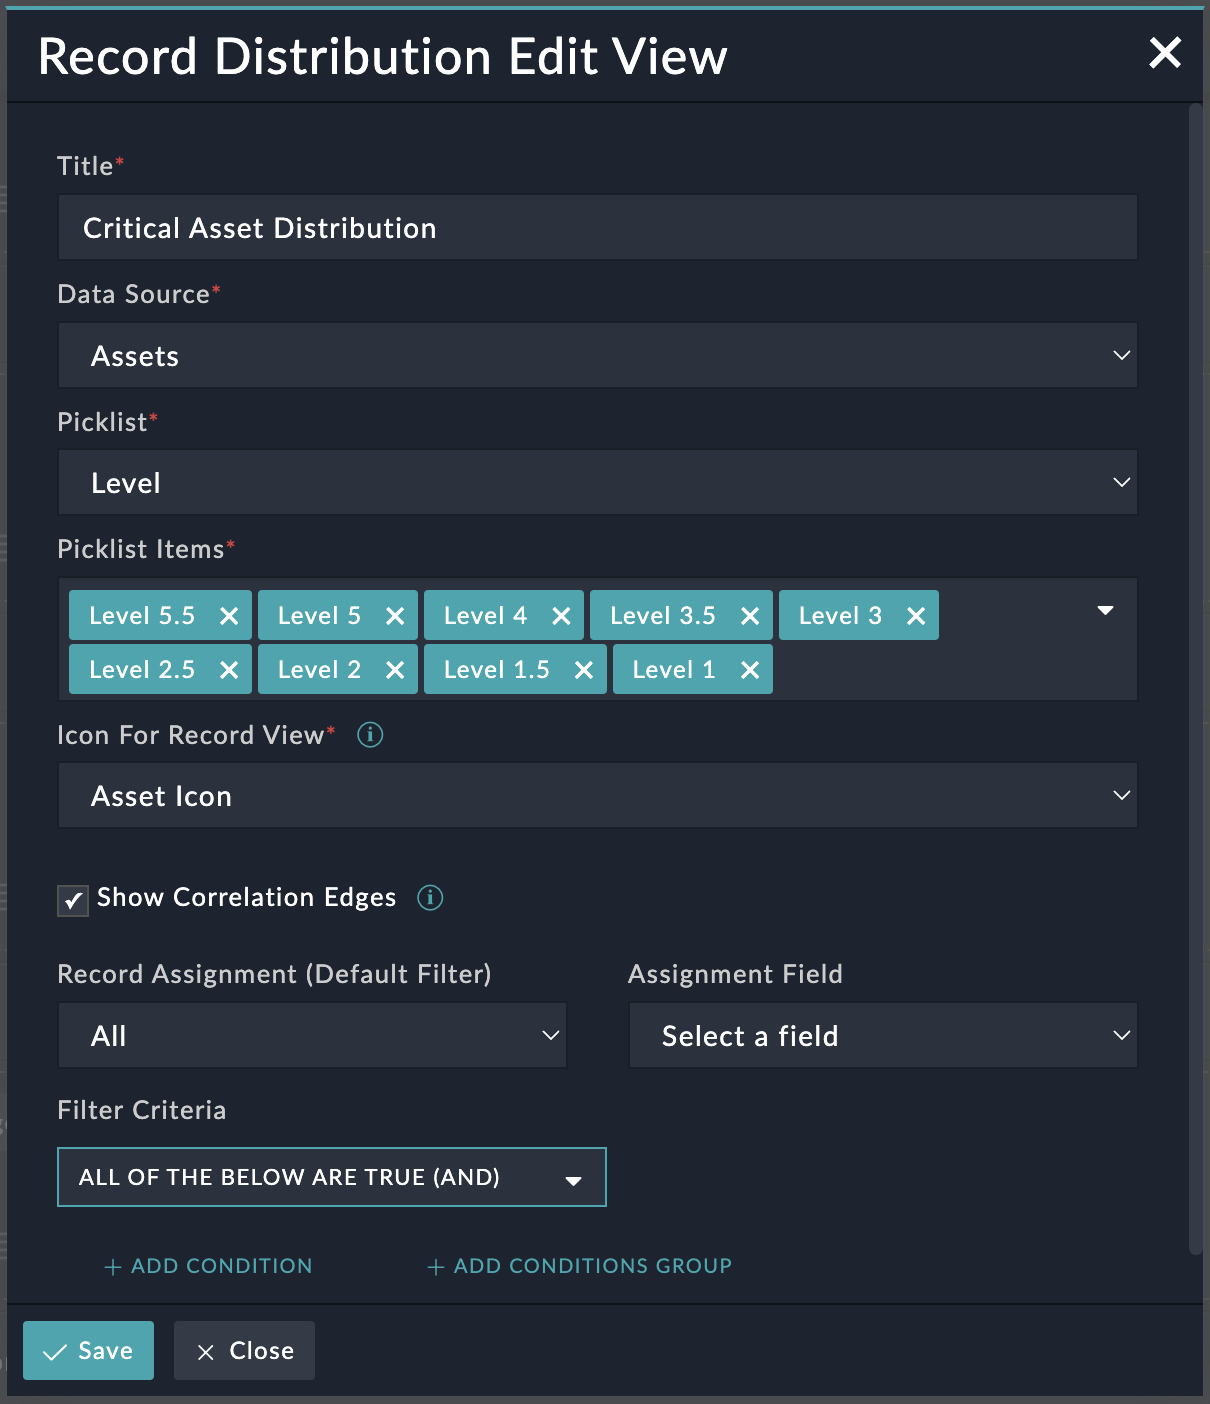 Record Distribution Edit View
Title*
Critical Asset Distribution
Data Source*
Assets
Picklist*
Level
Picklist Items*
Level 5.5 Level 5 Level 4 Level 3.5 Level 3
Level 2.5 Level 2 Level 1.5 Level 1
Icon For Record View*
Asset Icon
Show Correlation Edges
Record Assignment (Default Filter) Assignment Field
All Select a field
Filter Criteria
ALL OF THE BELOW ARE TRUE (AND)
+ ADD CONDITION + ADD CONDITIONS GROUP
Save Close